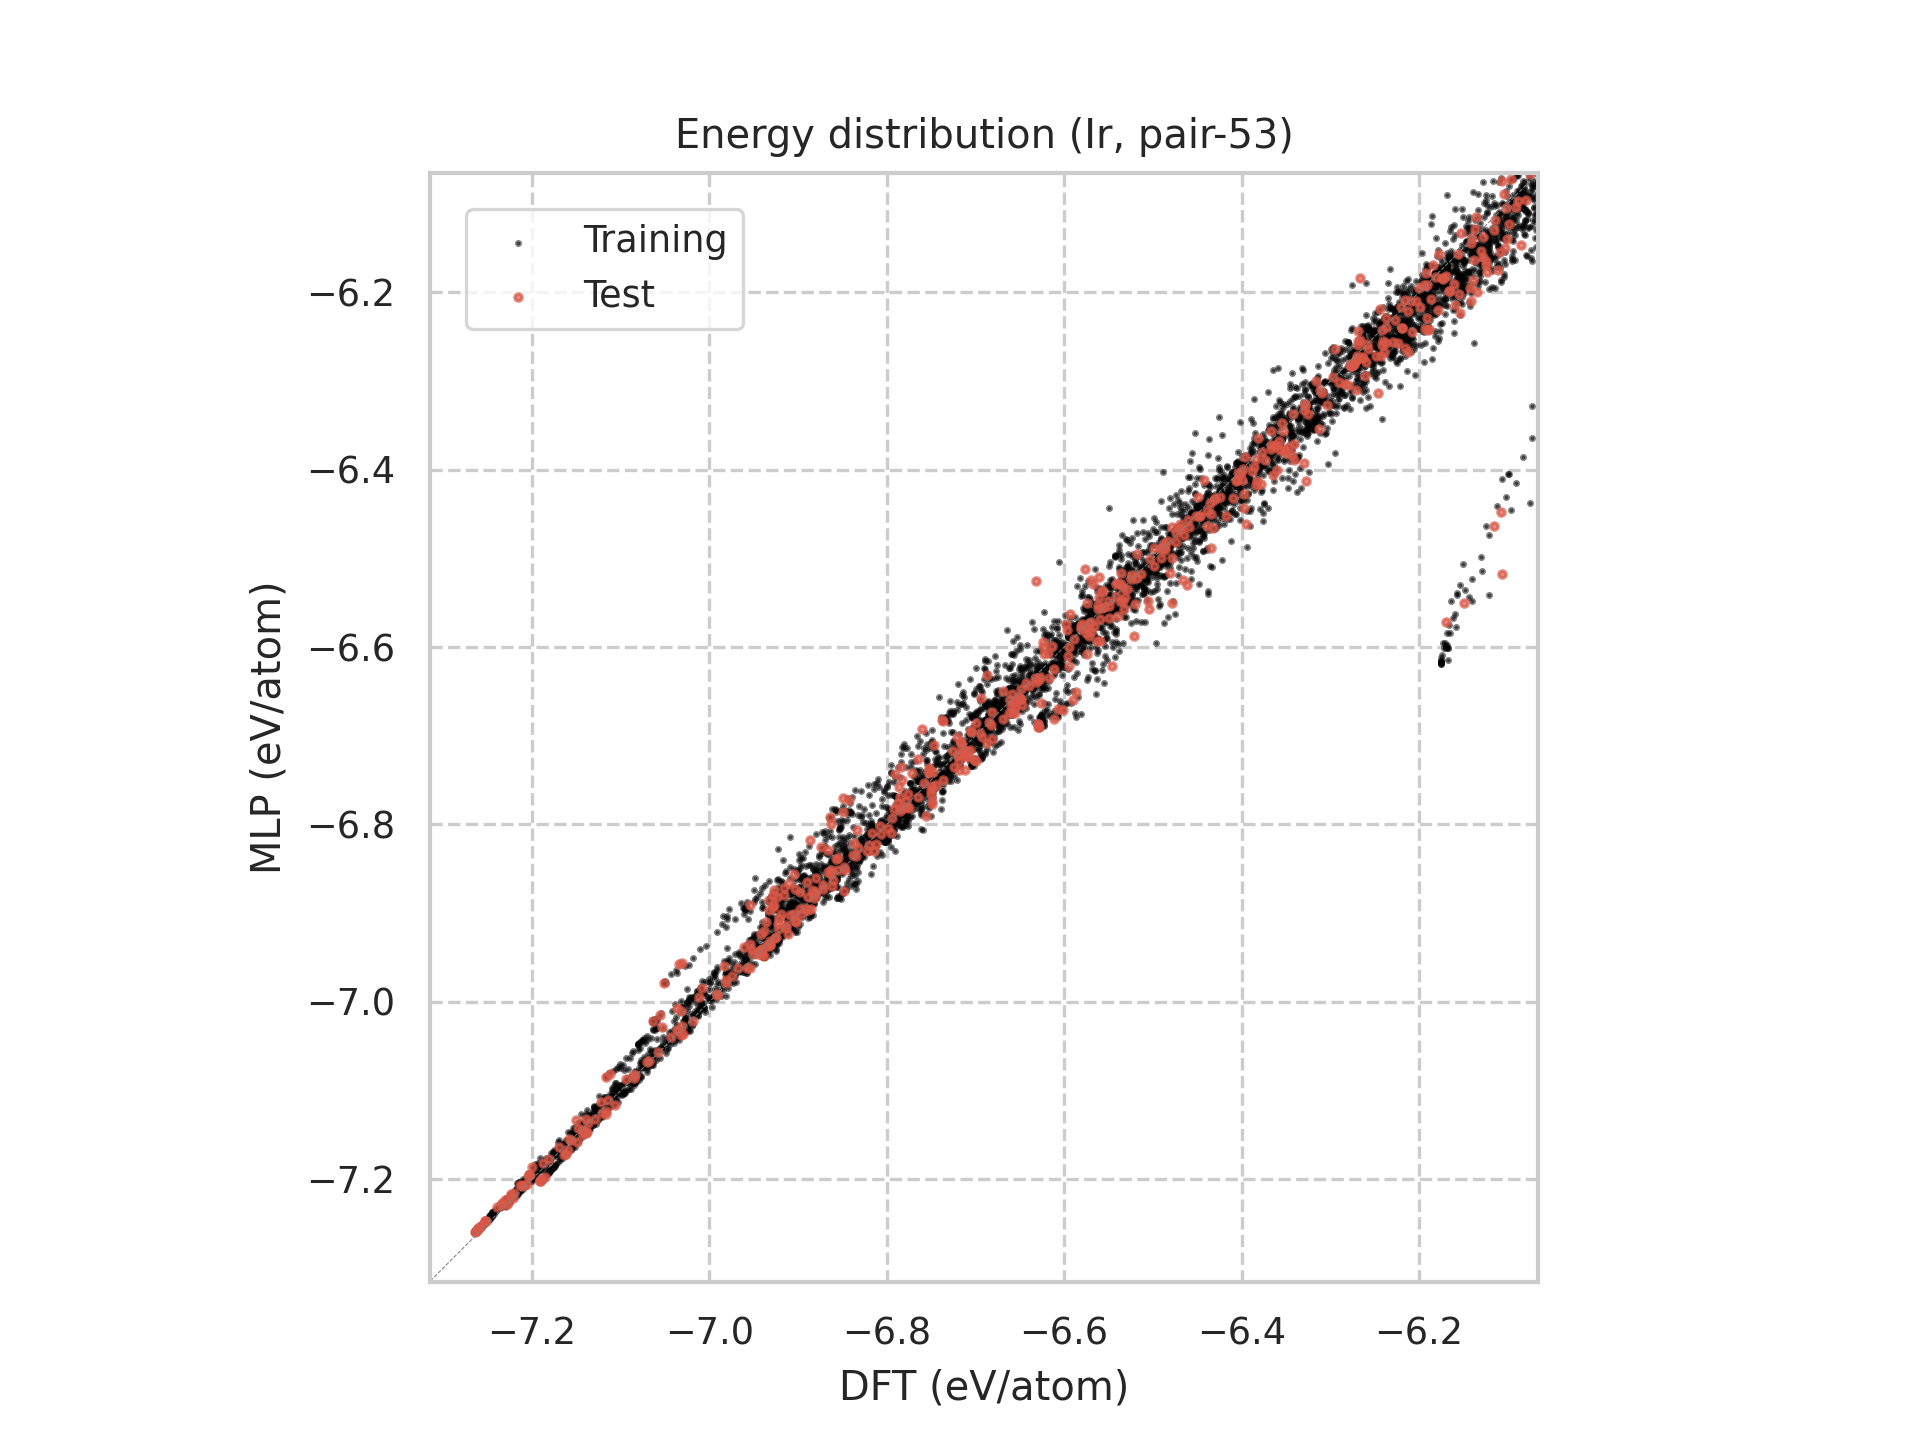 Energy distribution (Ir, pair-53)
Training
Test
−6.2
−6.4
−6.6
−6.8
−7.0
−7.2
MLP (eV/atom)
−7.2 −7.0 −6.8 −6.6 −6.4 −6.2
DFT (eV/atom)